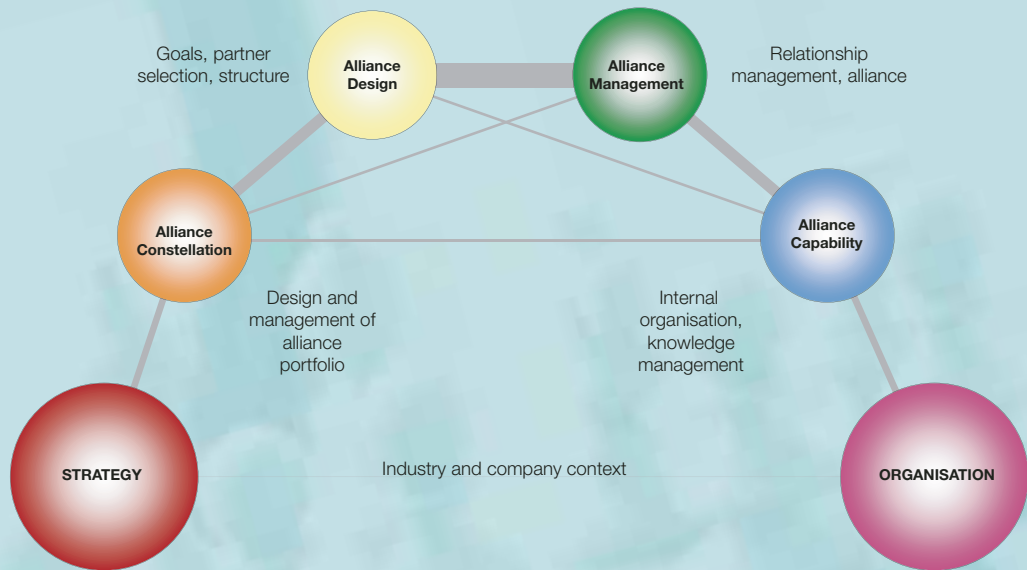 Goals, partner
selection, structure
Alliance
Design
Alliance
Management
Relationship
management, alliance
Alliance
Constellation
Alliance
Capability
Design and
management of
alliance
portfolio
Internal
organisation,
knowledge
management
STRATEGY
Industry and company context
ORGANISATION